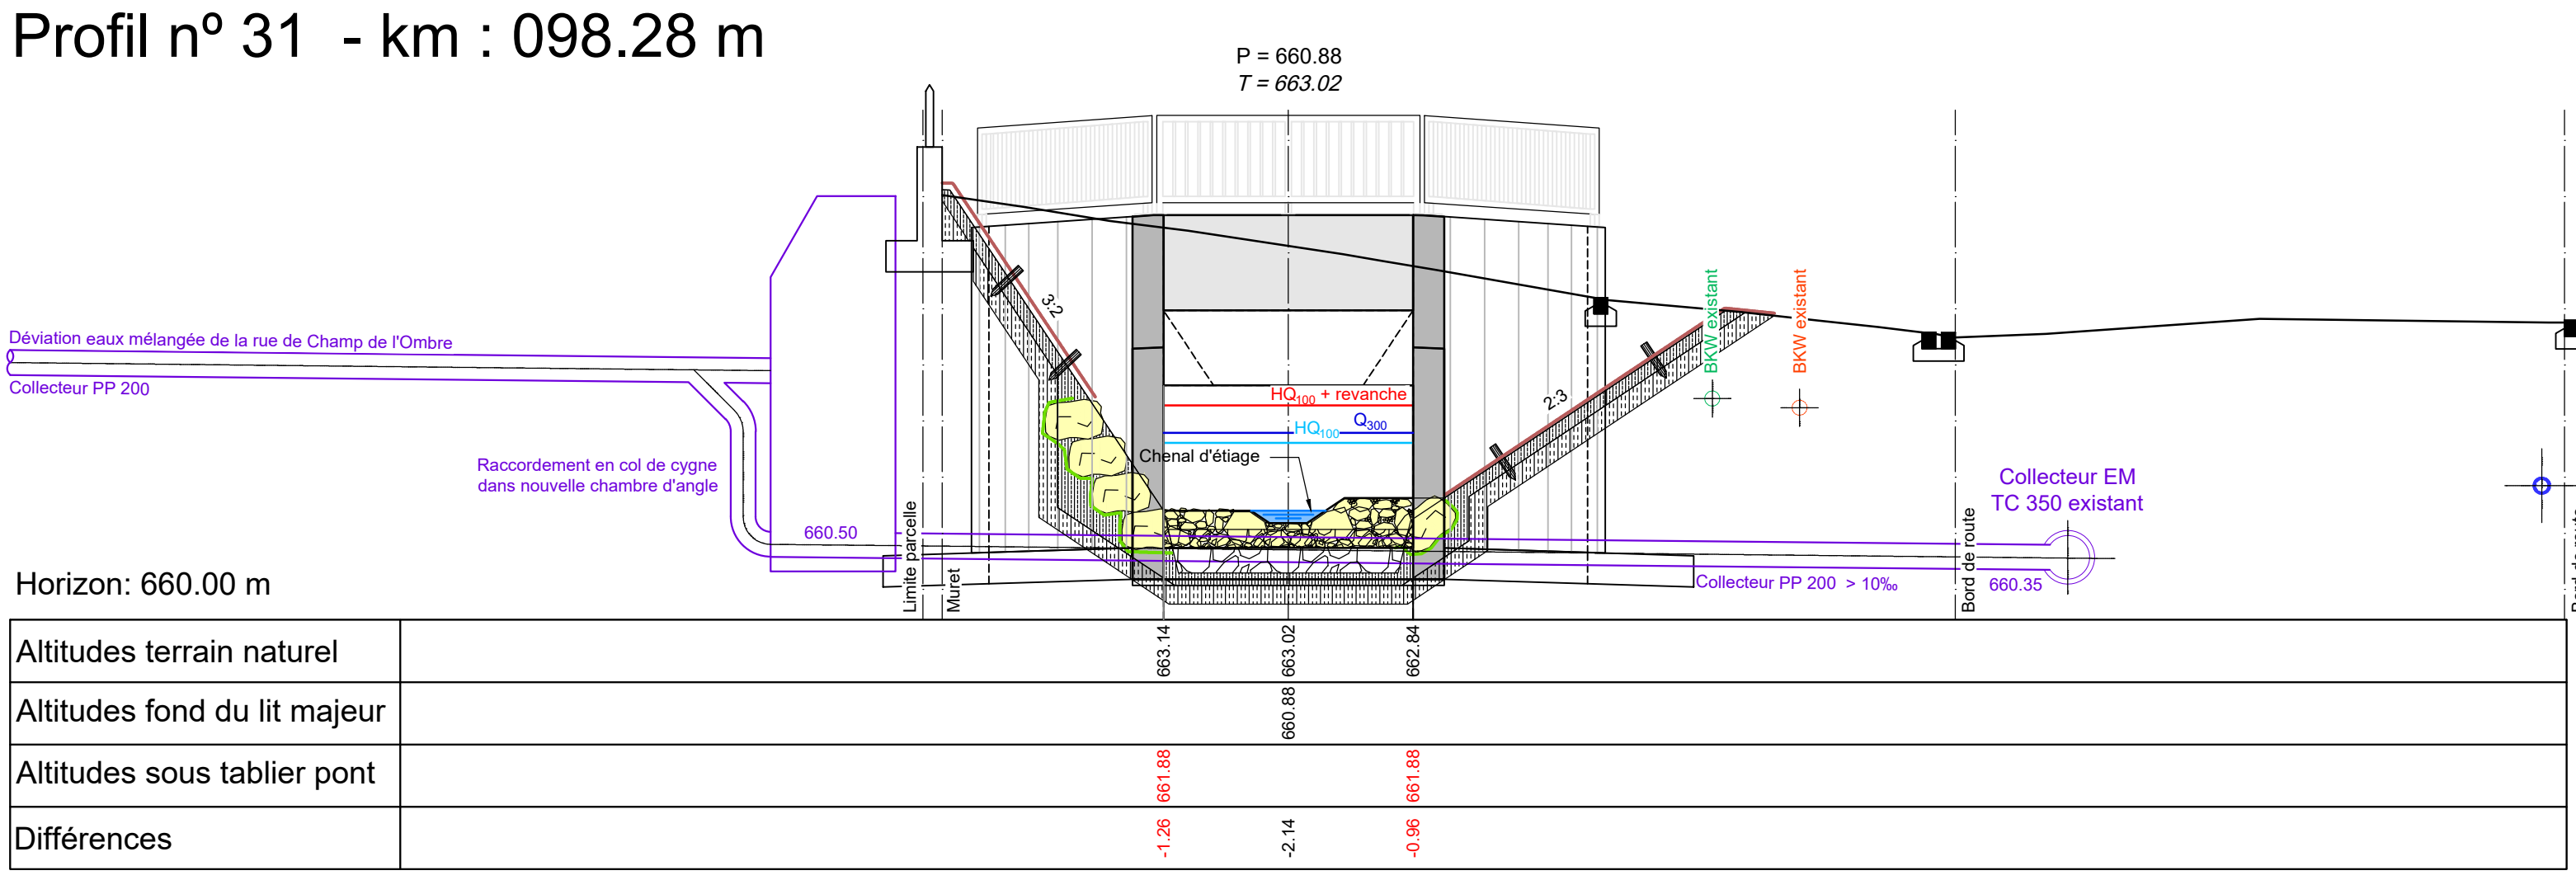 Profil nº 31 - km : 098.28 m
P = 660.88
T = 663.02
3:2
BKW existant
BKW existant
Déviation eaux mélangée de la rue de Champ de l'Ombre
Collecteur PP 200
HQ100 + revanche
Q300
HQ100
2:3
Chenal d'étiage
Raccordement en col de cygne
dans nouvelle chambre d'angle
Collecteur EM
TC 350 existant
660.50
Limite parcelle
Muret
Bord de route
Horizon: 660.00 m
Collecteur PP 200 > 10‰
660.35
Altitudes terrain naturel 663.14 663.02 662.84
Altitudes fond du lit majeur 660.88
Altitudes sous tablier pont 661.88 661.88
Différences -1.26 -2.14 -0.96